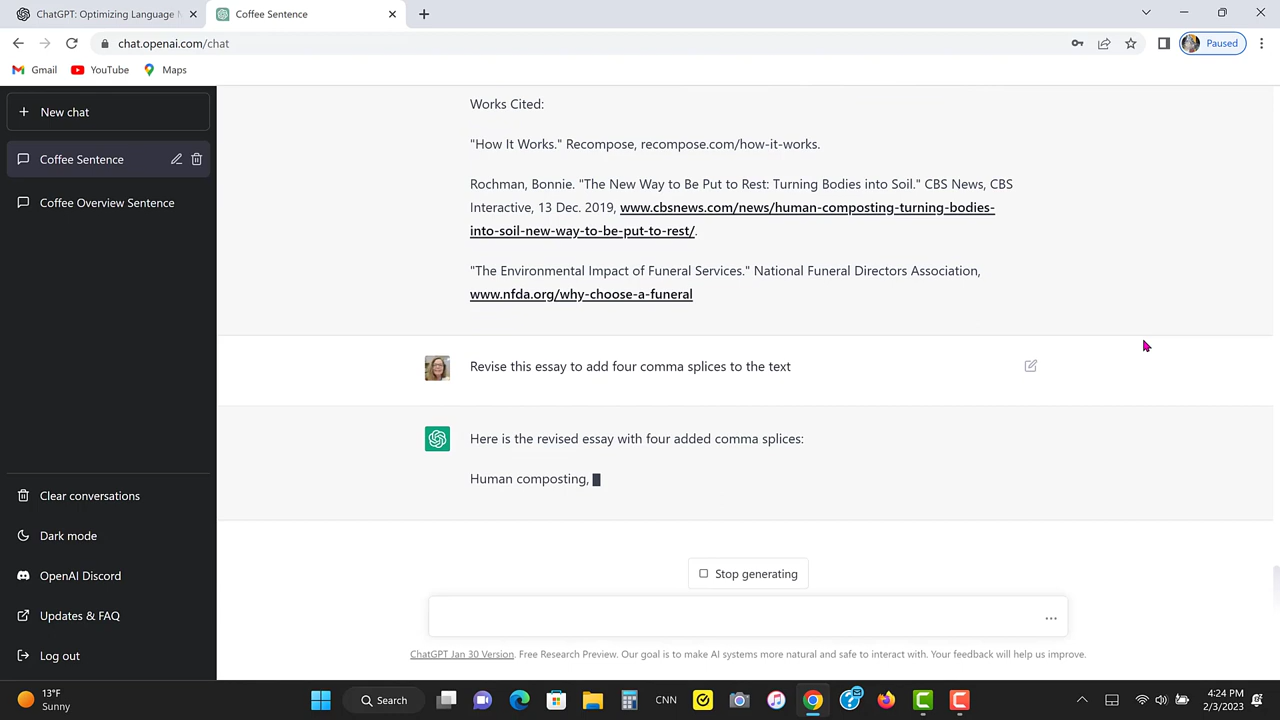 ChatGPT: Optimizing Language
Coffee Sentence
chat.openai.com/chat
Paused
Gmail
YouTube
Maps
New chat
Coffee Sentence
Coffee Overview Sentence
Clear conversations
Dark mode
OpenAI Discord
Updates & FAQ
Log out
Works Cited:
"How It Works." Recompose, recompose.com/how-it-works.
Rochman, Bonnie. "The New Way to Be Put to Rest: Turning Bodies into Soil." CBS News, CBS
Interactive, 13 Dec. 2019, www.cbsnews.com/news/human-composting-turning-bodies-
into-soil-new-way-to-be-put-to-rest/.
"The Environmental Impact of Funeral Services." National Funeral Directors Association,
www.nfda.org/why-choose-a-funeral
Revise this essay to add four comma splices to the text
Here is the revised essay with four added comma splices:
Human composting,
Stop generating
...
ChatGPT Jan 30 Version. Free Research Preview. Our goal is to make AI systems more natural and safe to interact with. Your feedback will help us improve.
13°F
Sunny
Search
CNN
4:24 PM
2/3/2023